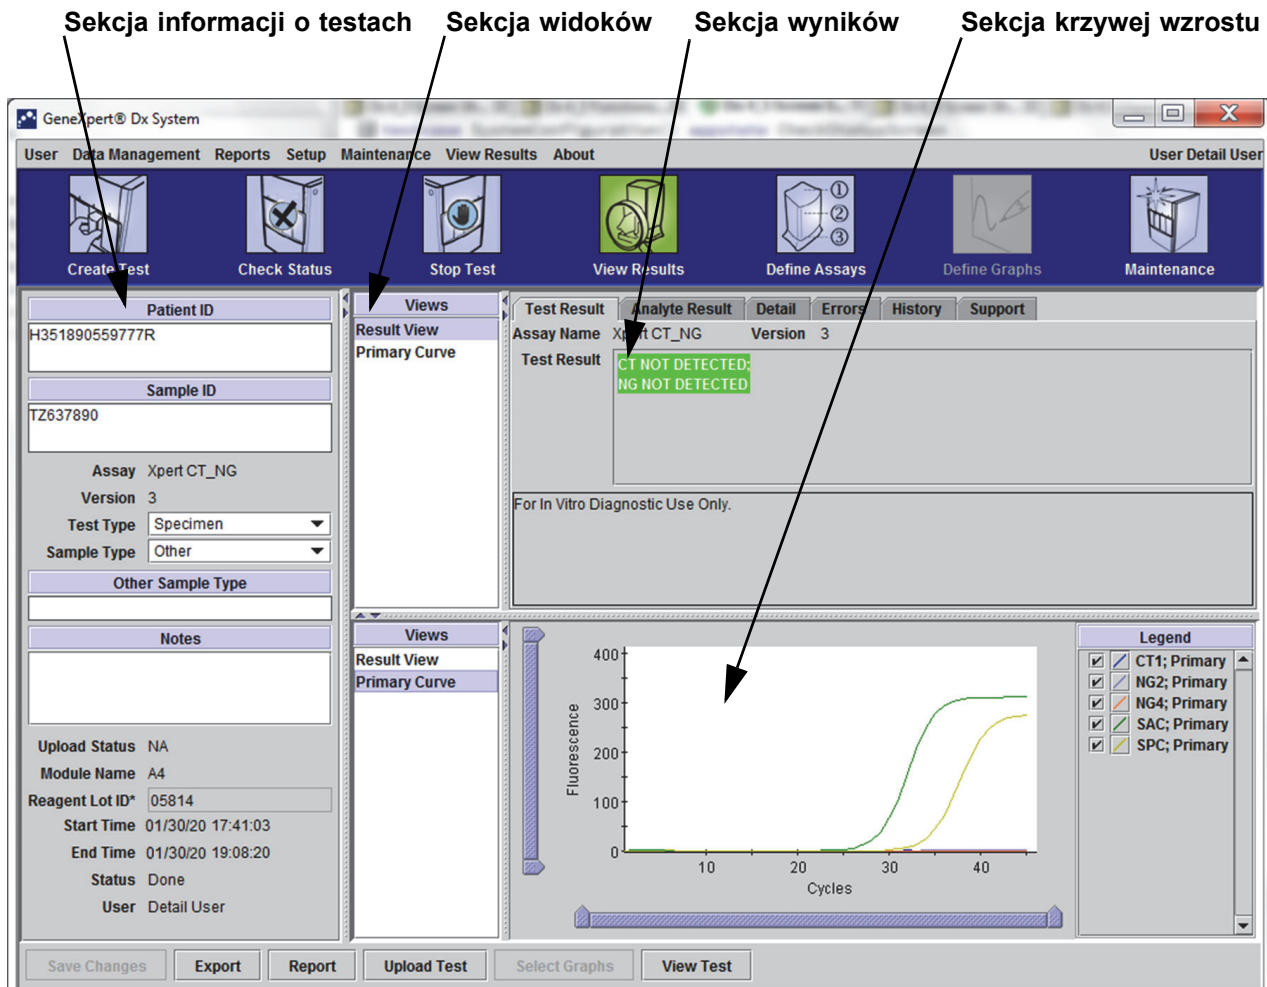 Sekcja informacji o testach Sekcja widoków Sekcja wyników Sekcja krzywej wzrostu
GeneXpert® Dx System
User Data Management Reports Setup Maintenance View Results About User Detail User
Create Test Check Status Stop Test View Results Define Assays Define Graphs Maintenance
Patient ID
H351890559777R
Sample ID
TZ637890
Assay Xpert CT_NG
Version 3
Test Type Specimen
Sample Type Other
Other Sample Type
Notes
Upload Status NA
Module Name A4
Reagent Lot ID* 05814
Start Time 01/30/20 17:41:03
End Time 01/30/20 19:08:20
Status Done
User Detail User
Views
Result View
Primary Curve
Test Result Analyte Result Detail Errors History Support
Assay Name Xpert CT_NG Version 3
Test Result CT NOT DETECTED;
NG NOT DETECTED
For In Vitro Diagnostic Use Only.
Views
Result View
Primary Curve
Fluorescence
400
300
200
100
0
10 20 30 40
Cycles
Legend
CT1; Primary
NG2; Primary
NG4; Primary
SAC; Primary
SPC; Primary
Save Changes Export Report Upload Test Select Graphs View Test